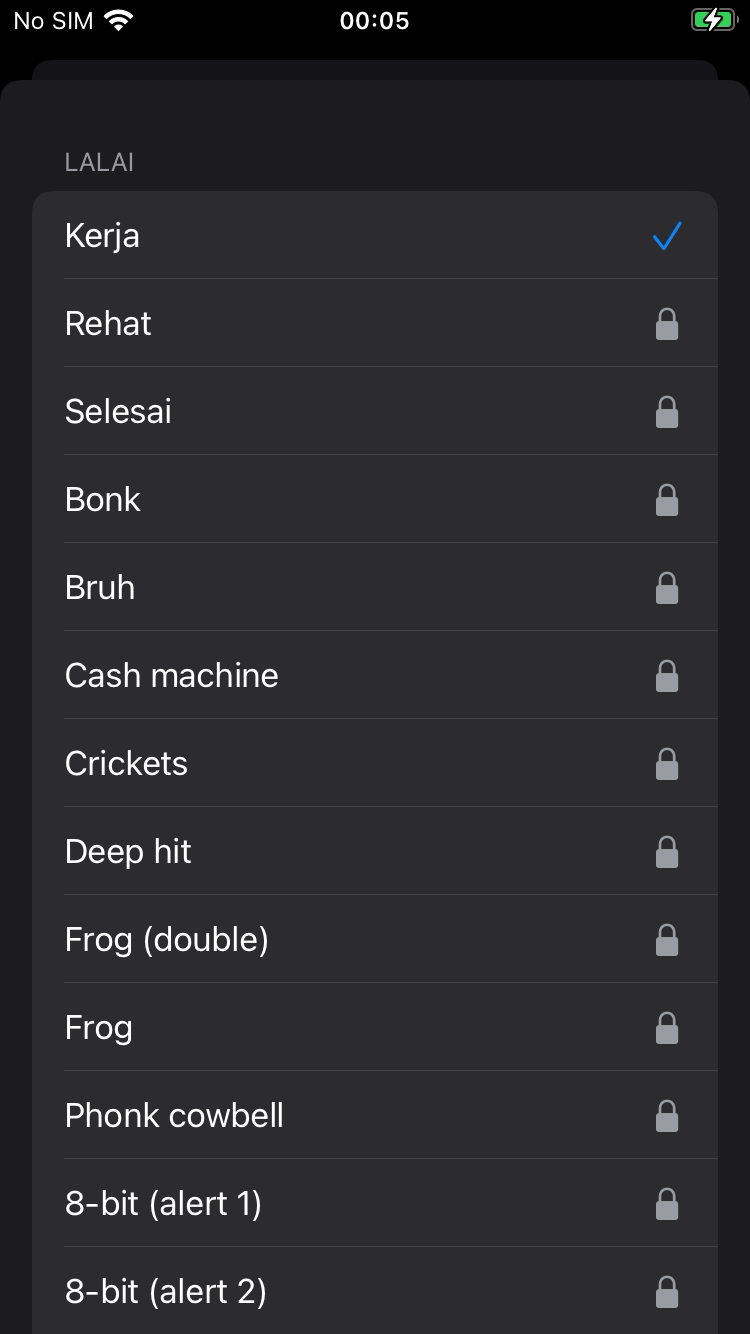 No SIM 00:05
LALAI
Kerja
Rehat
Selesai
Bonk
Bruh
Cash machine
Crickets
Deep hit
Frog (double)
Frog
Phonk cowbell
8-bit (alert 1)
8-bit (alert 2)